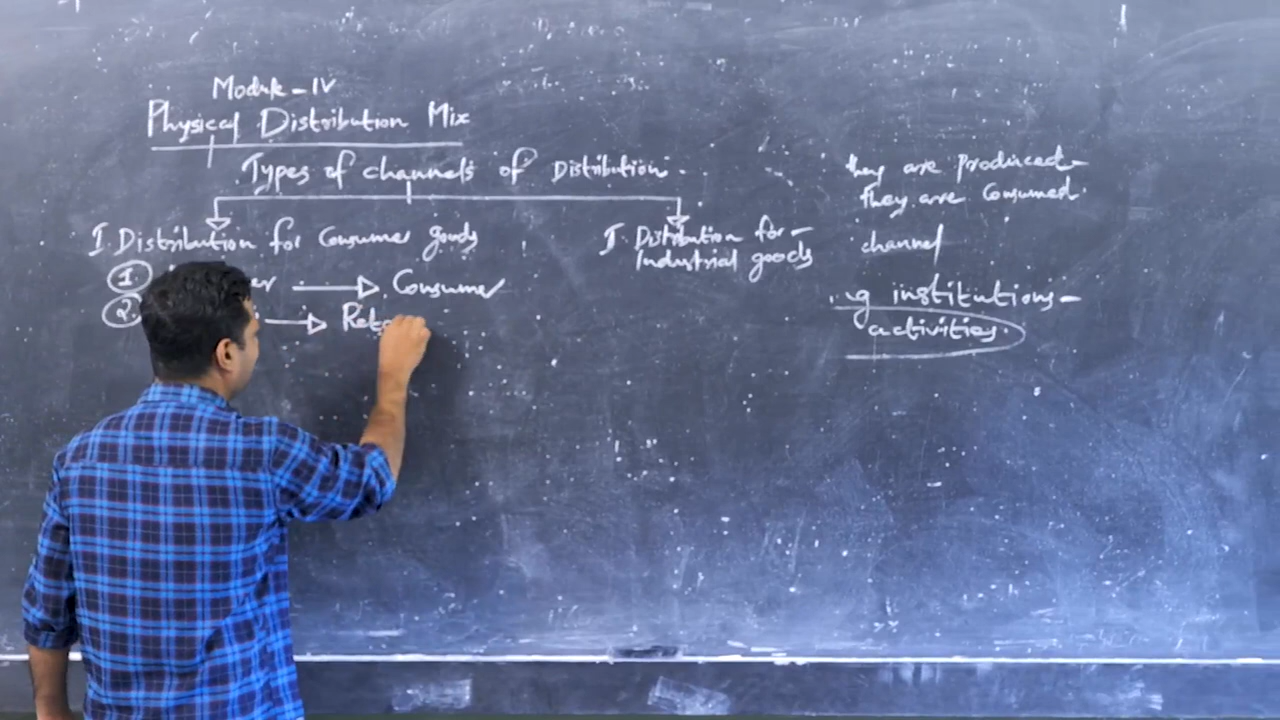 Module - IV
Physical Distribution Mix
Types of channels of Distribution.
I. Distribution for Consumer goods
1. → Consumer
2. →
I. Distribution for -
Industrial goods
they are produced -
they are Consumed.
channel
institutions -
activities.